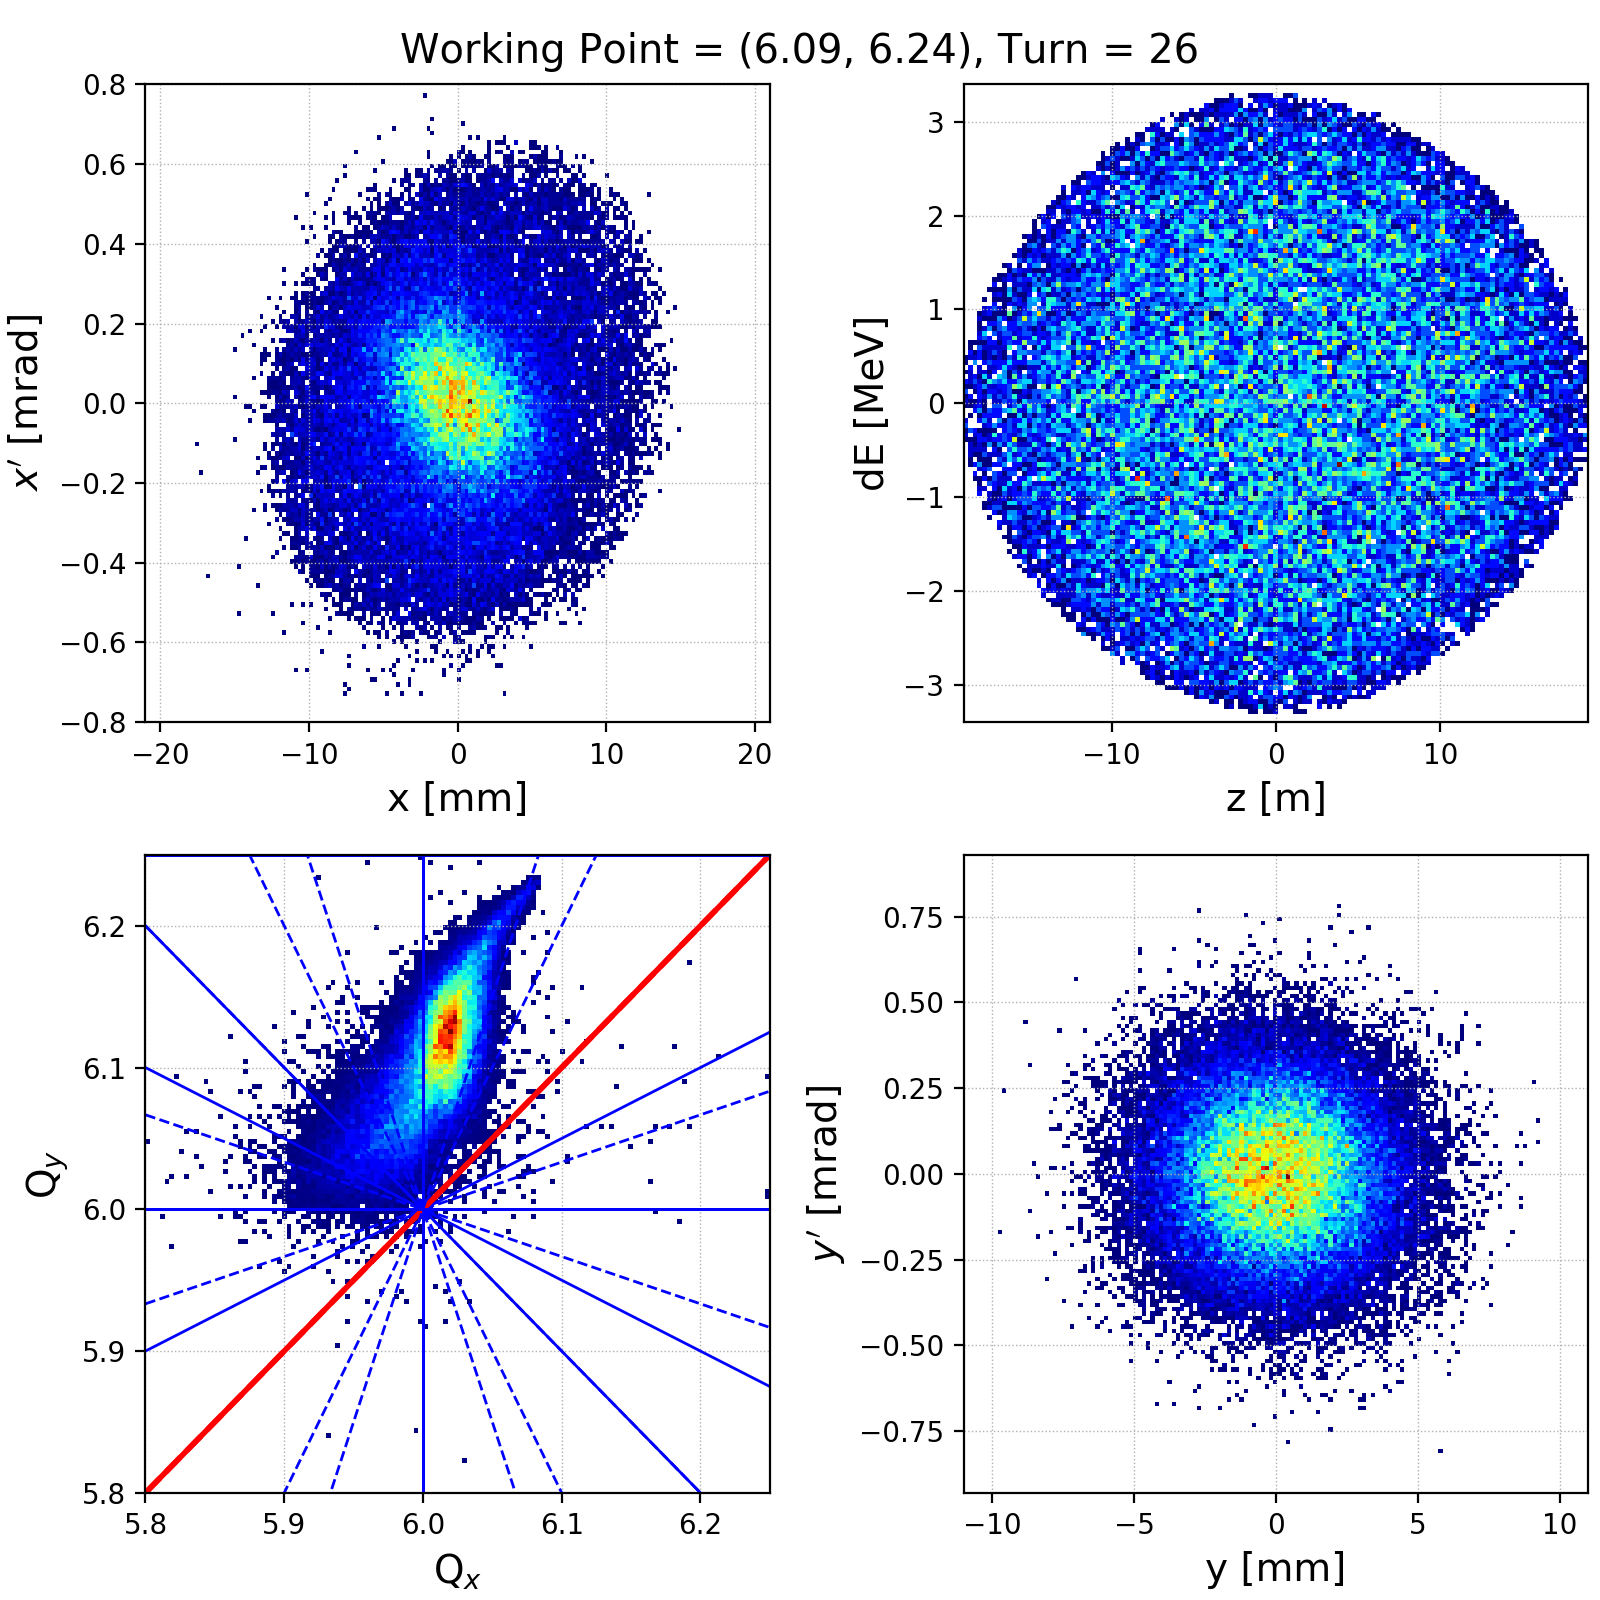 Working Point = (6.09, 6.24), Turn = 26
0.8
0.6
0.4
0.2
0.0
−0.2
−0.4
−0.6
−0.8
x′ [mrad]
−20 −10 0 10 20
x [mm]
3
2
1
0
−1
−2
−3
dE [MeV]
−10 0 10
z [m]
6.2
6.1
6.0
5.9
5.8
Qy
5.8 5.9 6.0 6.1 6.2
Qx
0.75
0.50
0.25
0.00
−0.25
−0.50
−0.75
y′ [mrad]
−10 −5 0 5 10
y [mm]